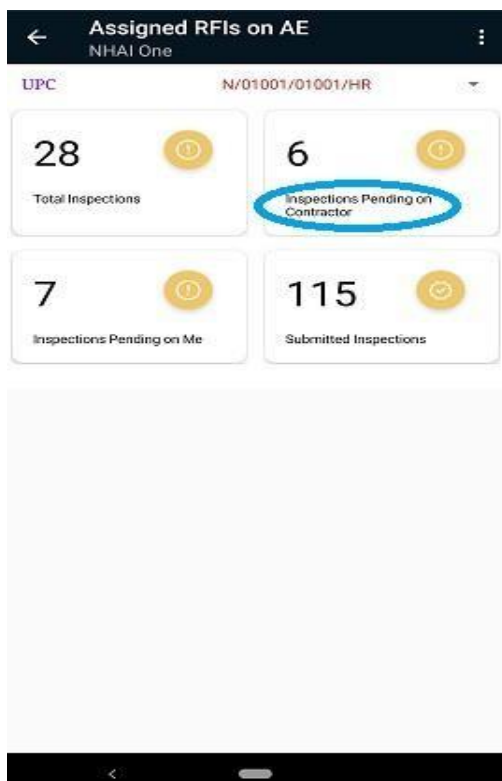 Assigned RFIs on AE
NHAI One
UPC N/01001/01001/HR
28
Total Inspections
6
Inspections Pending on
Contractor
7
Inspections Pending on Me
115
Submitted Inspections